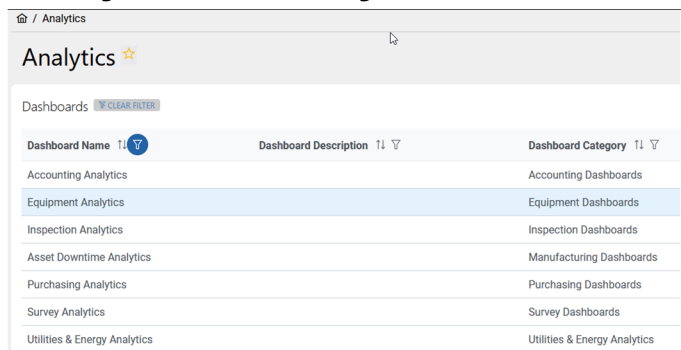 / Analytics
Analytics
Dashboards CLEAR FILTER
Dashboard Name Dashboard Description Dashboard Category
Accounting Analytics Accounting Dashboards
Equipment Analytics Equipment Dashboards
Inspection Analytics Inspection Dashboards
Asset Downtime Analytics Manufacturing Dashboards
Purchasing Analytics Purchasing Dashboards
Survey Analytics Survey Dashboards
Utilities & Energy Analytics Utilities & Energy Analytics